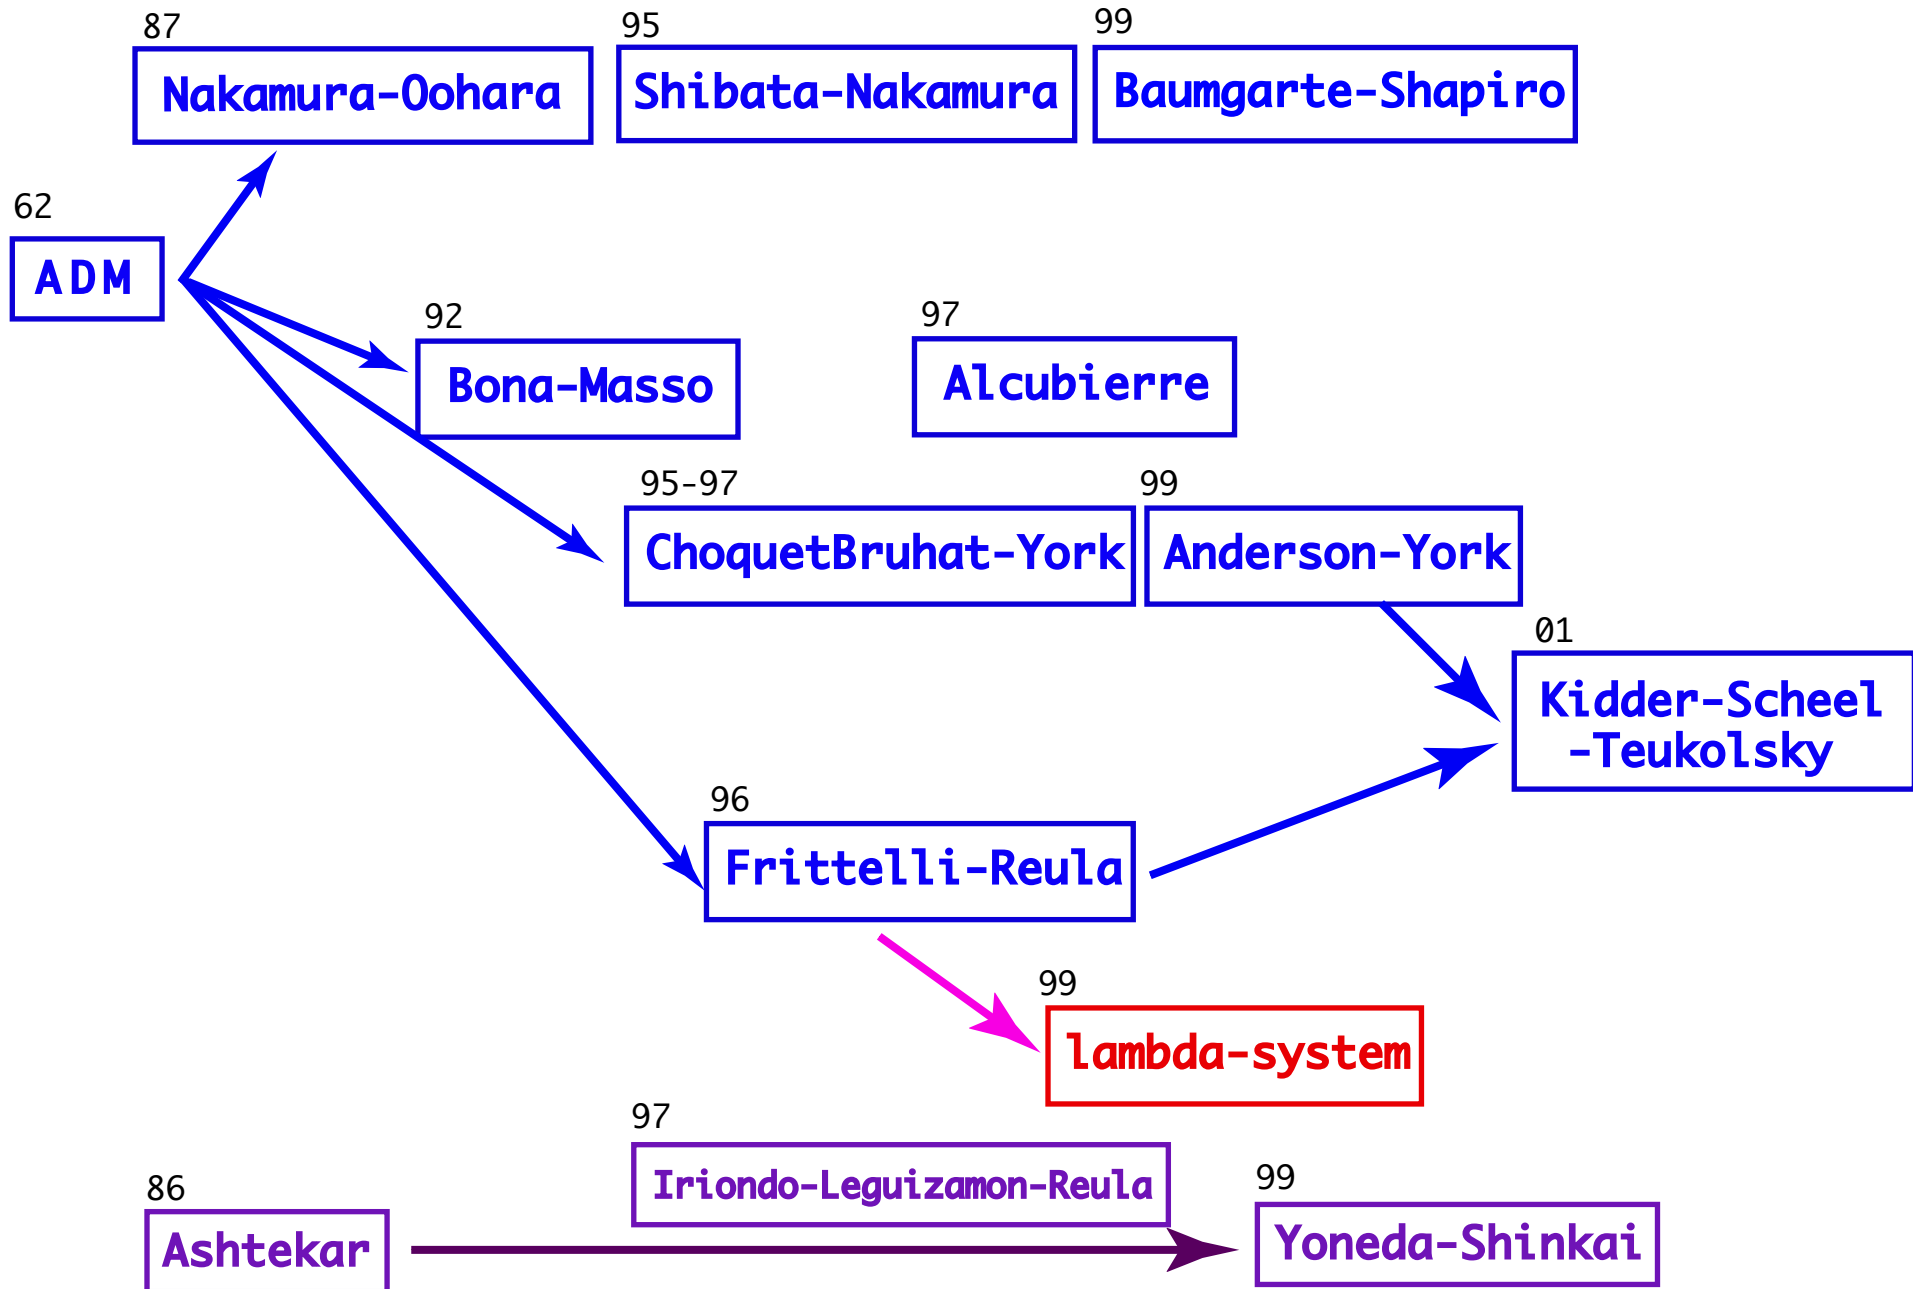 87
Nakamura-Oohara
95
Shibata-Nakamura
99
Baumgarte-Shapiro
62
ADM
92
Bona-Masso
97
Alcubierre
95-97
ChoquetBruhat-York
99
Anderson-York
01
Kidder-Scheel
-Teukolsky
96
Frittelli-Reula
99
lambda-system
97
Iriondo-Leguizamon-Reula
86
Ashtekar
99
Yoneda-Shinkai